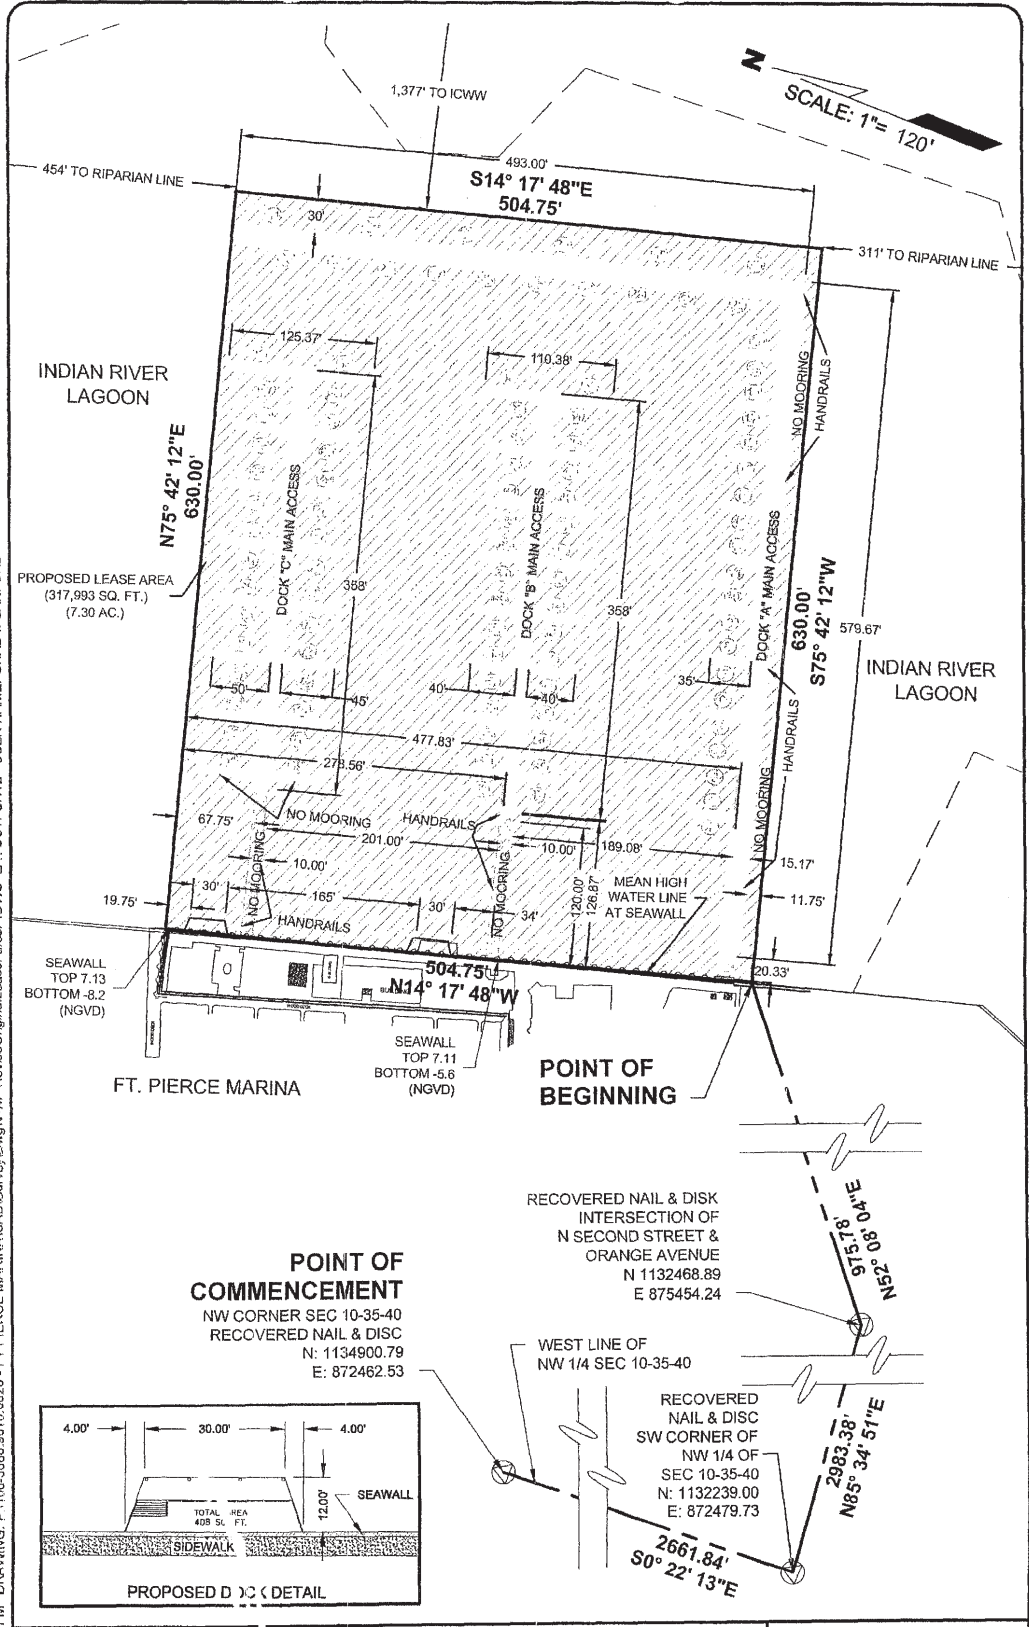 N
SCALE: 1"= 120'
1,377' TO ICWW
454' TO RIPARIAN LINE
493.00'
S14° 17' 48"E
504.75'
30'
311' TO RIPARIAN LINE
125.37'
110.38'
INDIAN RIVER
LAGOON
NO MOORING
HANDRAILS
N75° 42' 12"E
630.00'
DOCK "C" MAIN ACCESS
DOCK "B" MAIN ACCESS
DOCK "A" MAIN ACCESS
630.00'
S75° 42' 12"W
PROPOSED LEASE AREA
(317,993 SQ. FT.)
(7.30 AC.)
358'
358'
579.67'
INDIAN RIVER
LAGOON
50'
45'
40'
40'
35'
477.83'
278.56'
HANDRAILS
NO MOORING
67.75'
NO MOORING
HANDRAILS
201.00'
10.00'
189.08'
15.17'
NO MOORING
10.00'
NO MOORING
120.00'
126.87'
MEAN HIGH
WATER LINE
AT SEAWALL
11.75'
19.75'
30'
165'
30'
34'
HANDRAILS
20.33'
SEAWALL
TOP 7.13
BOTTOM -8.2
(NGVD)
504.75'
N14° 17' 48"W
SEAWALL
TOP 7.11
BOTTOM -5.6
(NGVD)
FT. PIERCE MARINA
POINT OF
BEGINNING
975.78'
N52° 08' 04"E
RECOVERED NAIL & DISK
INTERSECTION OF
N SECOND STREET &
ORANGE AVENUE
N 1132468.89
E 875454.24
POINT OF
COMMENCEMENT
NW CORNER SEC 10-35-40
RECOVERED NAIL & DISC
N: 1134900.79
E: 872462.53
WEST LINE OF
NW 1/4 SEC 10-35-40
RECOVERED
NAIL & DISC
SW CORNER OF
NW 1/4 OF
SEC 10-35-40
N: 1132239.00
E: 872479.73
2983.38'
N85° 34' 51"E
2661.84'
S0° 22' 13"E
4.00'
30.00'
4.00'
12.00'
SEAWALL
TOTAL AREA
408 SQ. FT.
SIDEWALK
PROPOSED DOCK DETAIL